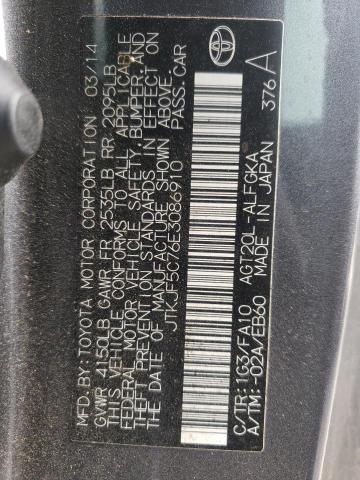 MFD.BY:TOYOTA MOTOR CORPORATION 03/14
GVWR 4150LB GAWR FR 2535LB RR 2095LB
THIS VEHICLE CONFORMS TO ALL APPLICABLE
FEDERAL MOTOR VEHICLE SAFETY, BUMPER, AND
THEFT PREVENTION STANDARDS IN EFFECT ON
THE DATE OF MANUFACTURE SHOWN ABOVE.
JTKJF5C76E3086910 PASS.CAR
C/TR:1G3/FA10 AGT20L-ALFGKA
A/TM:-02A/EB60 MADE IN JAPAN 376 A